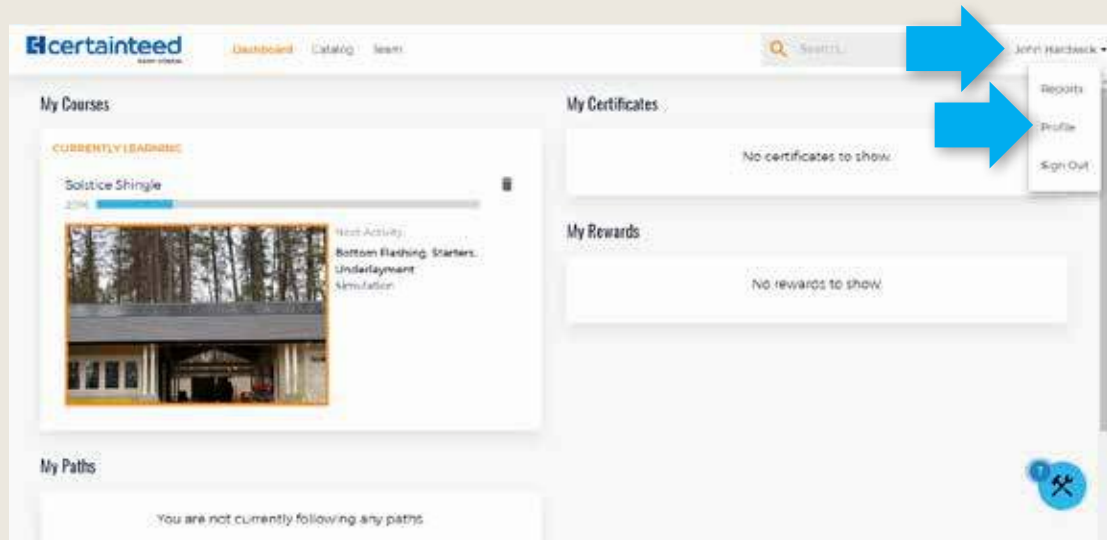 certainteed
SAINT-GOBAIN
Dashboard Catalog Team
Search...
John Hardwick
Reports
Profile
Sign Out
My Courses
CURRENTLY LEARNING
Solstice Shingle
Next Activity:
Bottom Flashing, Starters,
Underlayment
Simulation
My Certificates
No certificates to show.
My Rewards
No rewards to show.
My Paths
You are not currently following any paths